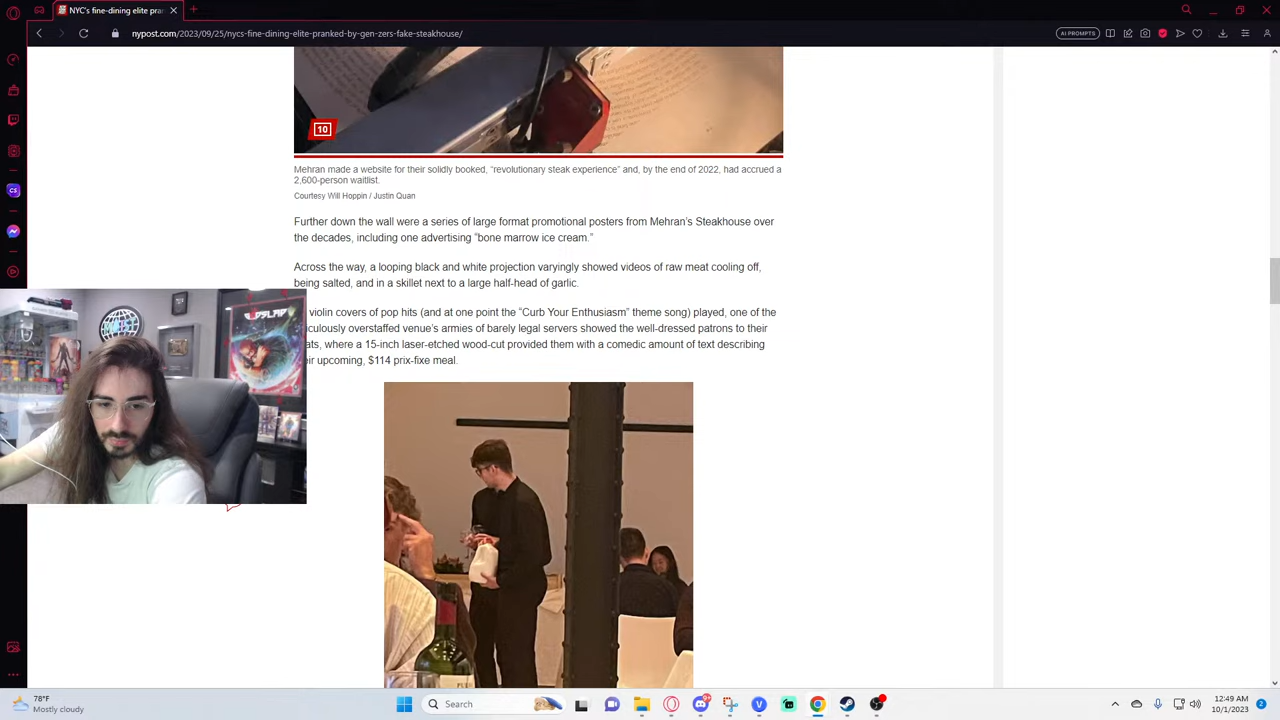 NYC's fine-dining elite pran
nypost.com/2023/09/25/nycs-fine-dining-elite-pranked-by-gen-zers-fake-steakhouse/
AI PROMPTS
10
Mehran made a website for their solidly booked, “revolutionary steak experience” and, by the end of 2022, had accrued a
2,600-person waitlist.
Courtesy Will Hoppin / Justin Quan
Further down the wall were a series of large format promotional posters from Mehran’s Steakhouse over
the decades, including one advertising “bone marrow ice cream.”
Across the way, a looping black and white projection varyingly showed videos of raw meat cooling off,
being salted, and in a skillet next to a large half-head of garlic.
violin covers of pop hits (and at one point the “Curb Your Enthusiasm” theme song) played, one of the
iculously overstaffed venue’s armies of barely legal servers showed the well-dressed patrons to their
ats, where a 15-inch laser-etched wood-cut provided them with a comedic amount of text describing
ir upcoming, $114 prix-fixe meal.
78°F
Mostly cloudy
Search
12:49 AM
10/1/2023
2